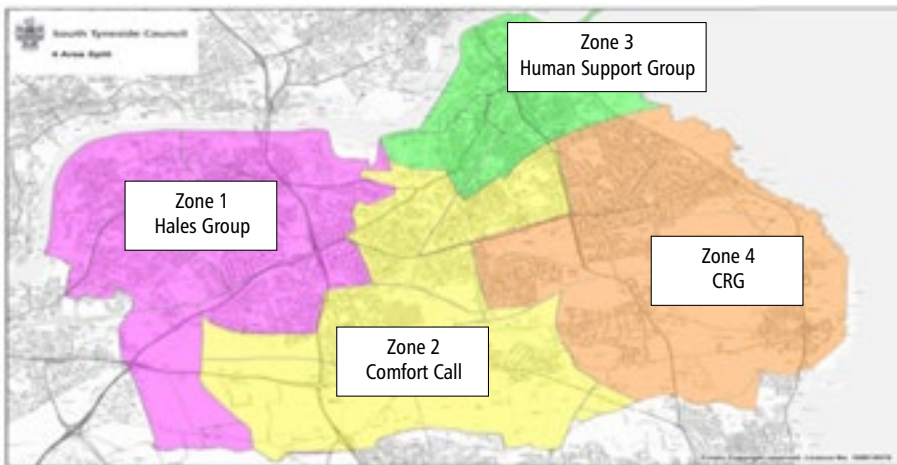 South Tyneside Council
4 Area Split
Zone 3
Human Support Group
Zone 1
Hales Group
Zone 4
CRG
Zone 2
Comfort Call